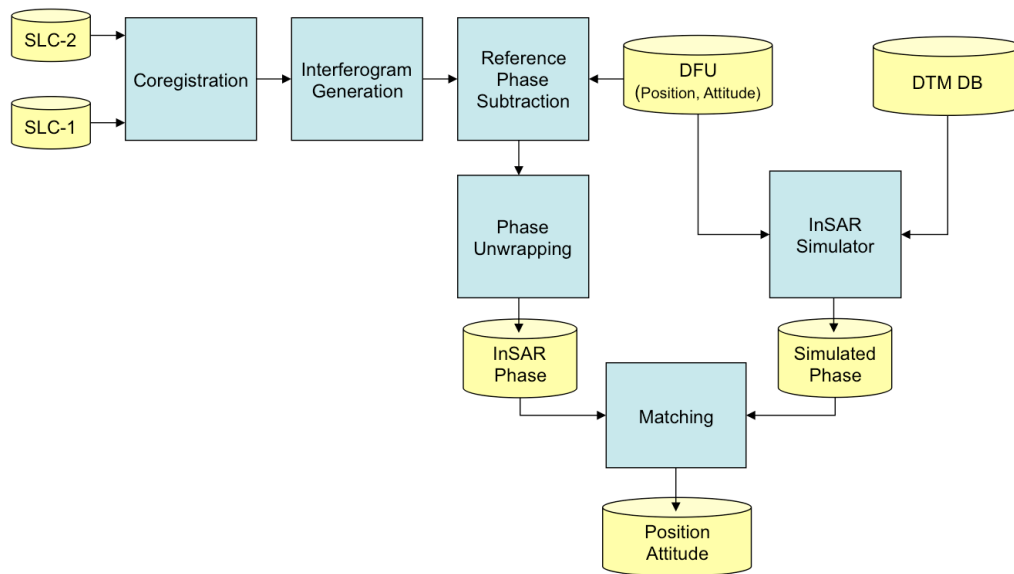 SLC-2
SLC-1
Coregistration
Interferogram
Generation
Reference
Phase
Subtraction
DFU
(Position, Attitude)
DTM DB
Phase
Unwrapping
InSAR
Simulator
InSAR
Phase
Simulated
Phase
Matching
Position
Attitude